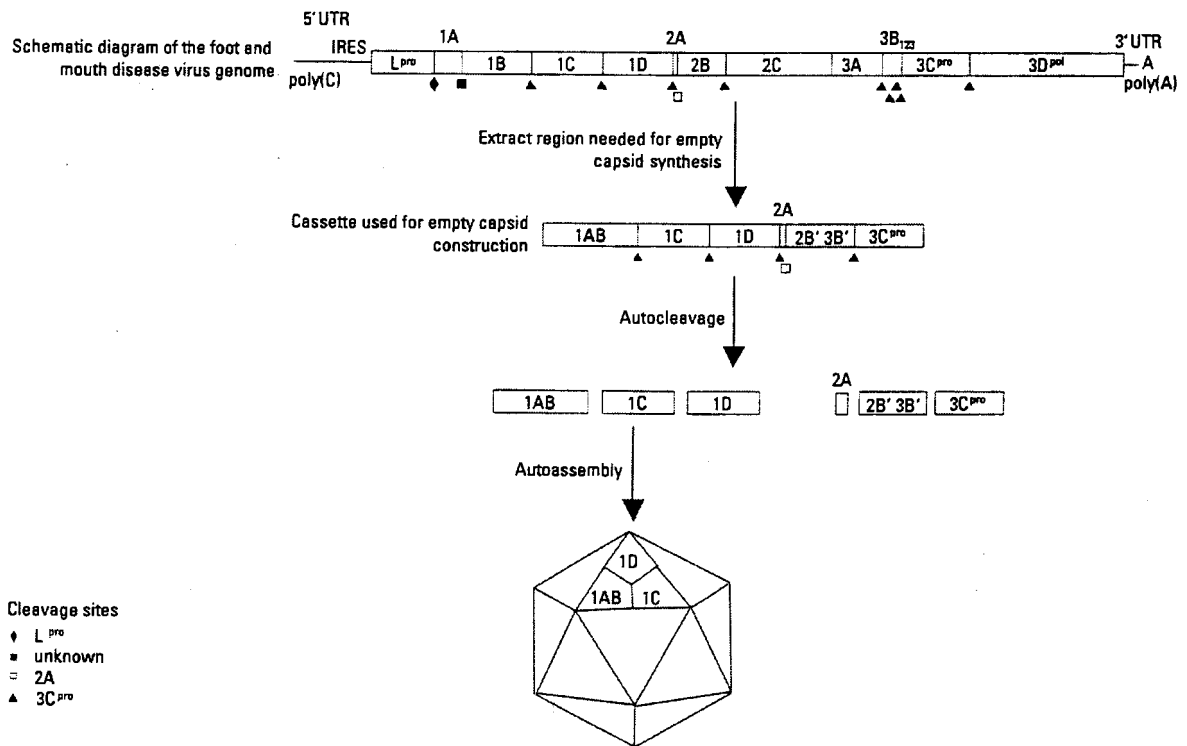 5' UTR
Schematic diagram of the foot and
mouth disease virus genome
IRES
poly(C)
1A
2A
3B123
3' UTR
Lpro
1B
1C
1D
2B
2C
3A
3Cpro
3Dpol
A
poly(A)
Extract region needed for empty
capsid synthesis
Cassette used for empty capsid
construction
2A
1AB
1C
1D
2B' 3B'
3Cpro
Autocleavage
1AB
1C
1D
2A
2B' 3B'
3Cpro
Autoassembly
1D
1AB
1C
Cleavage sites
L pro
unknown
2A
3Cpro